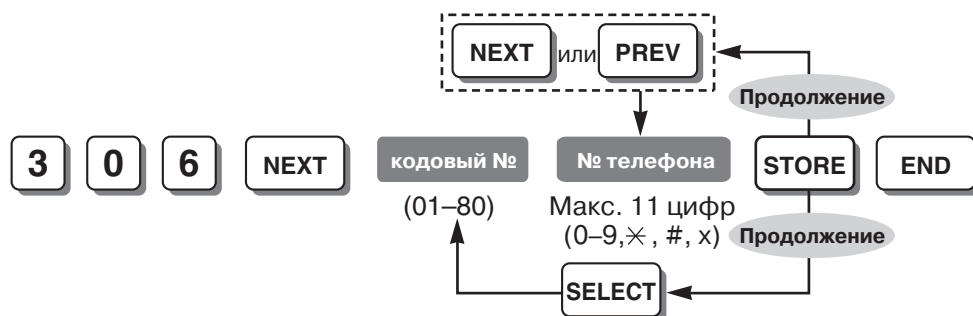 NEXT или PREV
Продолжение
3 0 6 NEXT кодовый № № телефона STORE END
(01–80) Макс. 11 цифр
(0–9,✳, #, x) Продолжение
SELECT